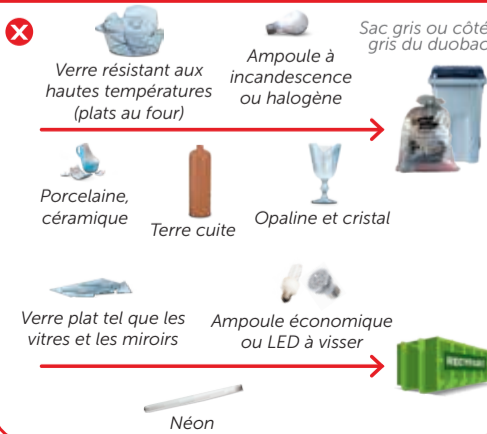 Sac gris ou côté
gris du duobac
Verre résistant aux
hautes températures
(plats au four)
Ampoule à
incandescence
ou halogène
Porcelaine,
céramique
Terre cuite
Opaline et cristal
Verre plat tel que les
vitres et les miroirs
Ampoule économique
ou LED à visser
Néon